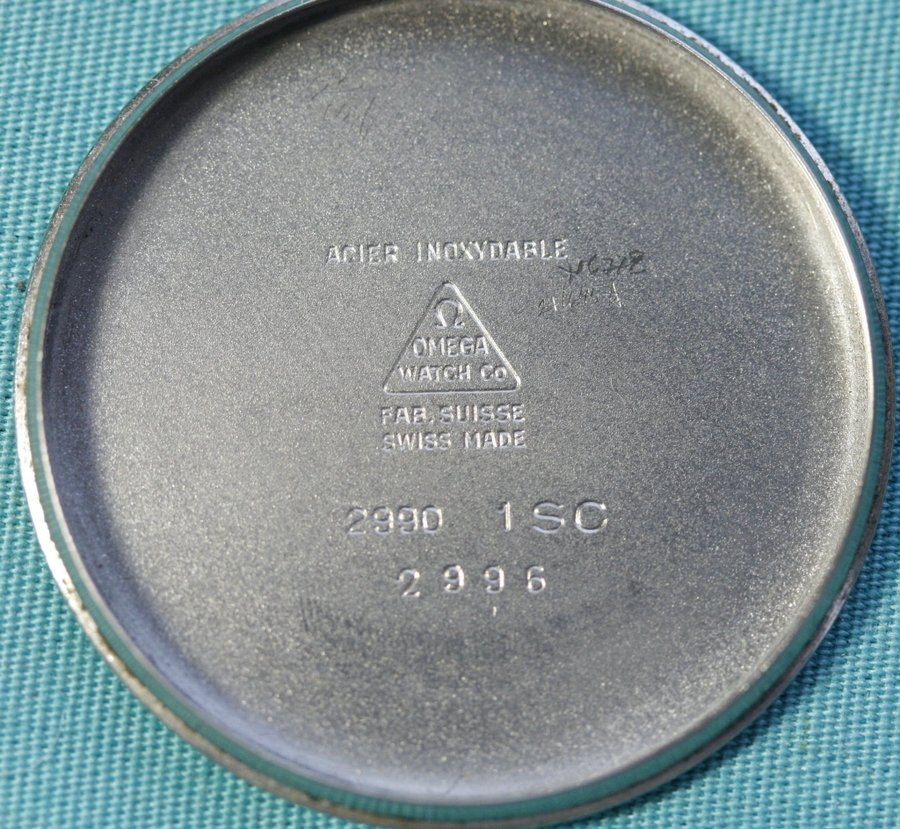 ACIER INOXYDABLE
Ω
OMEGA
WATCH Co
FAB. SUISSE
SWISS MADE
2990 1SC
2996